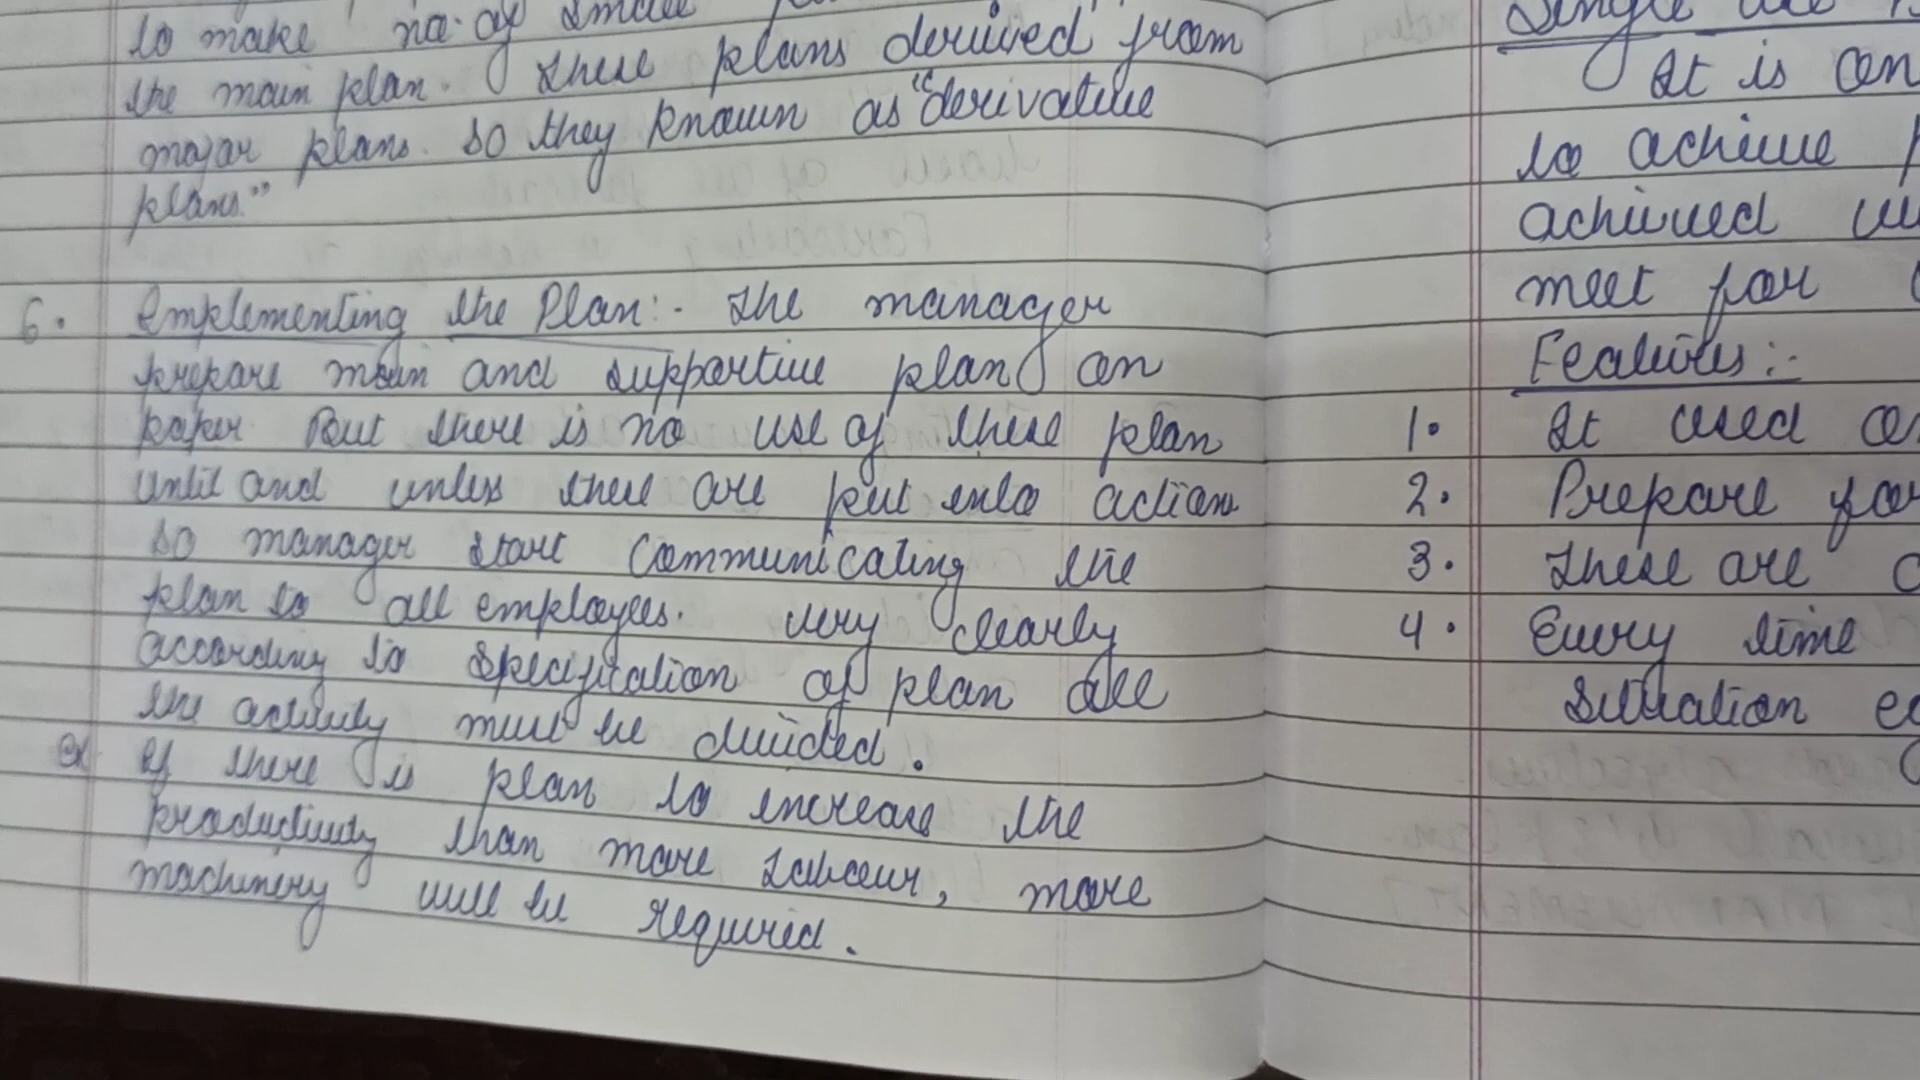 to make no. of small
the main plan. These plans derived from
major plans. so they known as "derivative
plans"
6. Implementing the Plan:- The manager
prepare main and supportive plan on
paper But there is no use of these plan
until and unless these are put into action
so manager start communicating the
plan to all employees. very clearly
according to specification of plan all
the activity must be divided.
ex If there is plan to increase the
productivity than more Labour, more
machinery will be required.
Single use
It is on
to achieve
achieved
meet for
Features:-
1. It used
2. Prepare for
3. These are
4. Every time
Situation